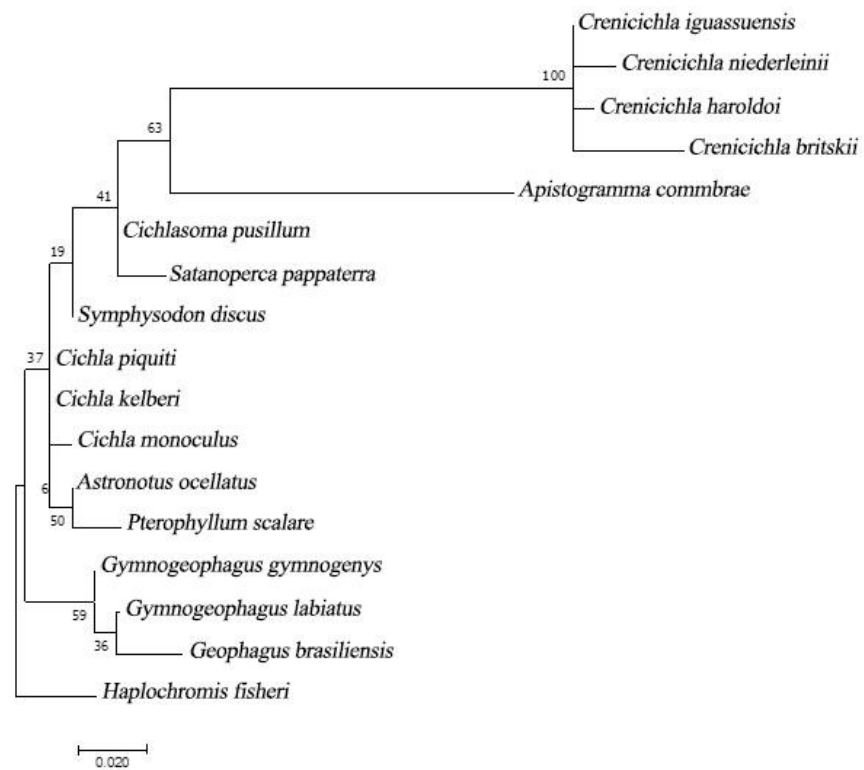 Crenicichla iguassuensis
100
Crenicichla niederleinii
Crenicichla haroldoi
63
Crenicichla britskii
Apistogramma commbrae
41
Cichlasoma pusillum
19
Satanoperca pappaterra
Symphysodon discus
37
Cichla piquiti
Cichla kelberi
Cichla monoculus
6
Astronotus ocellatus
50
Pterophyllum scalare
Gymnogeophagus gymnogenys
59
Gymnogeophagus labiatus
36
Geophagus brasiliensis
Haplochromis fisheri
0.020